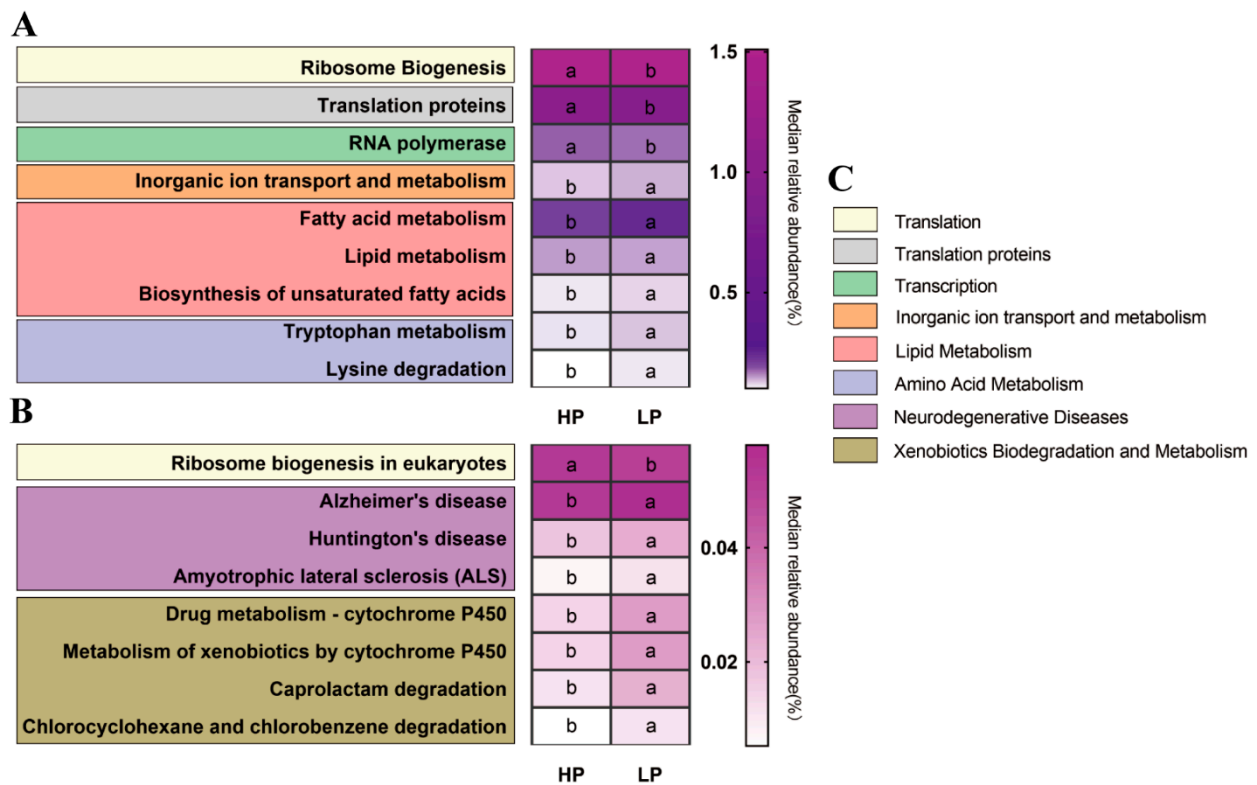 A
Ribosome Biogenesis a b
Translation proteins a b
RNA polymerase a b
Inorganic ion transport and metabolism b a
Fatty acid metabolism b a
Lipid metabolism b a
Biosynthesis of unsaturated fatty acids b a
Tryptophan metabolism b a
Lysine degradation b a
HP LP
1.5
1.0
0.5
Median relative abundance(%)
B
Ribosome biogenesis in eukaryotes a b
Alzheimer's disease b a
Huntington's disease b a
Amyotrophic lateral sclerosis (ALS) b a
Drug metabolism - cytochrome P450 b a
Metabolism of xenobiotics by cytochrome P450 b a
Caprolactam degradation b a
Chlorocyclohexane and chlorobenzene degradation b a
HP LP
0.04
0.02
Median relative abundance(%)
C
Translation
Translation proteins
Transcription
Inorganic ion transport and metabolism
Lipid Metabolism
Amino Acid Metabolism
Neurodegenerative Diseases
Xenobiotics Biodegradation and Metabolism